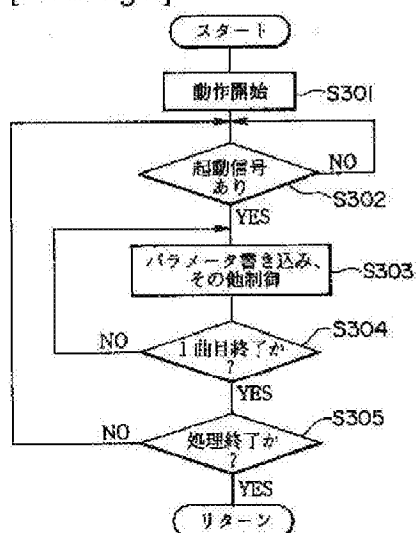 スタート
動作開始
S301
起動信号
あり
NO
S302
YES
パラメータ書き込み、
その他制御
S303
S304
1曲目終了か
?
NO
YES
S305
処理終了か
?
NO
YES
リターン